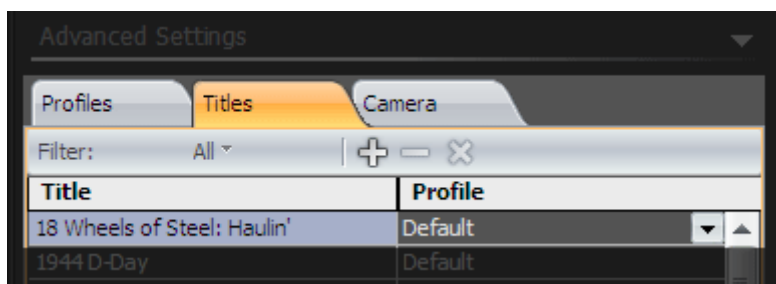 Advanced Settings
Profiles Titles Camera
Filter: All
Title Profile
18 Wheels of Steel: Haulin' Default
1944 D-Day Default